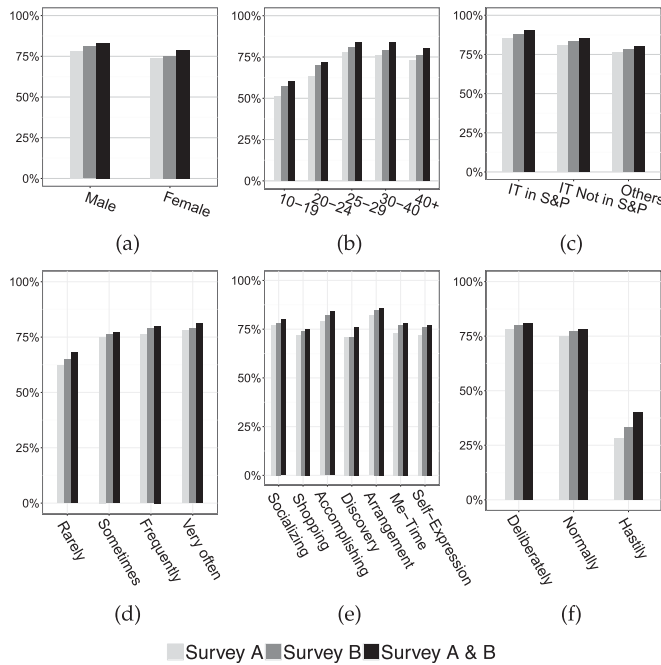 100%
75%
50%
25%
0%
Male
Female
(a)
100%
75%
50%
25%
0%
10−19
20−24
25−29
30−40
40+
(b)
100%
75%
50%
25%
0%
IT in S&P
IT Not in S&P
Others
(c)
100%
75%
50%
25%
0%
Rarely
Sometimes
Frequently
Very often
(d)
100%
75%
50%
25%
0%
Socializing
Shopping
Accomplishing
Discovery
Arrangement
Me−Time
Self−Expression
(e)
100%
75%
50%
25%
0%
Deliberately
Normally
Hastily
(f)
Survey A Survey B Survey A & B